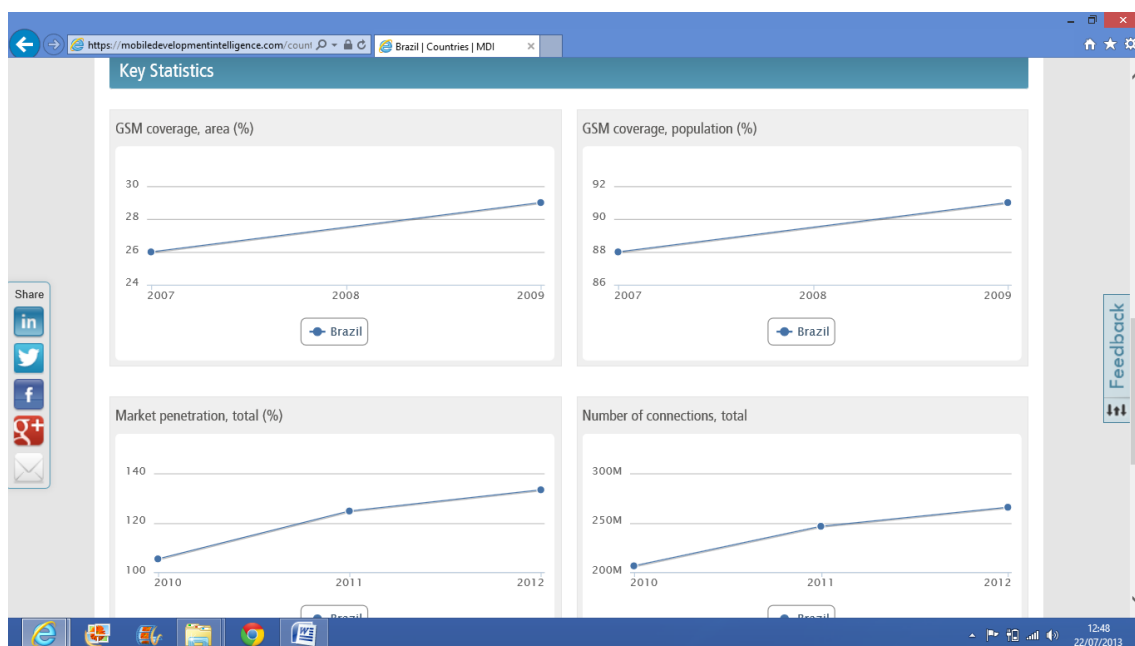 https://mobiledevelopmentintelligence.com/count
Brazil | Countries | MDI
Key Statistics
GSM coverage, area (%)
30
28
26
24
2007 2008 2009
Brazil
GSM coverage, population (%)
92
90
88
86
2007 2008 2009
Brazil
Share
in
f
g+
Feedback
Market penetration, total (%)
140
120
100
2010 2011 2012
Brazil
Number of connections, total
300M
250M
200M
2010 2011 2012
Brazil
12:48
22/07/2013